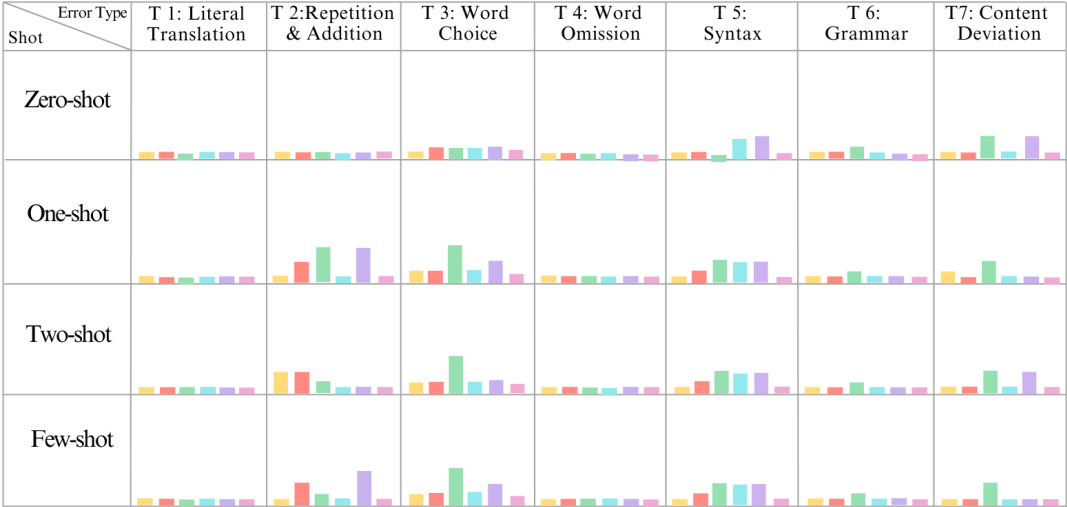 Error Type
Shot
T 1: Literal
Translation
T 2:Repetition
& Addition
T 3: Word
Choice
T 4: Word
Omission
T 5:
Syntax
T 6:
Grammar
T7: Content
Deviation
Zero-shot
One-shot
Two-shot
Few-shot